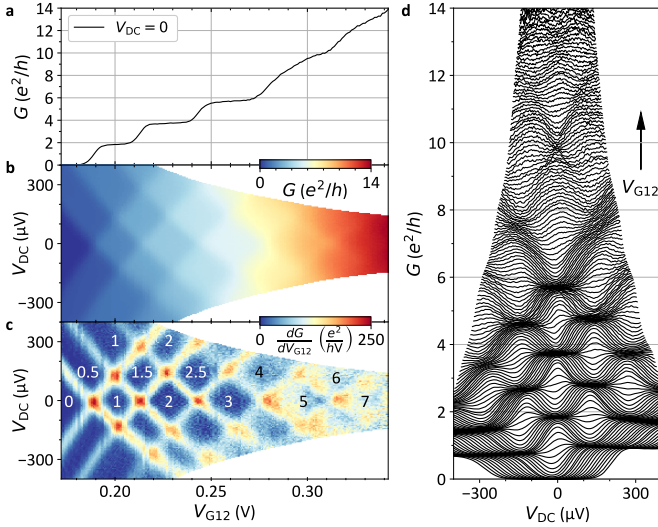 a
14
12
10
8
6
4
2
0
G (e²/h)
V_DC = 0
b
300
0
−300
V_DC (µV)
G (e²/h)
0
14
c
300
0
−300
V_DC (µV)
0 dG/dV_G12 (e²/hV) 250
1 2
0.5 1.5 2.5 4 6
0 1 2 3 5 7
0.20 0.25 0.30
V_G12 (V)
d
14
12
10
8
6
4
2
0
G (e²/h)
V_G12
−300 0 300
V_DC (µV)